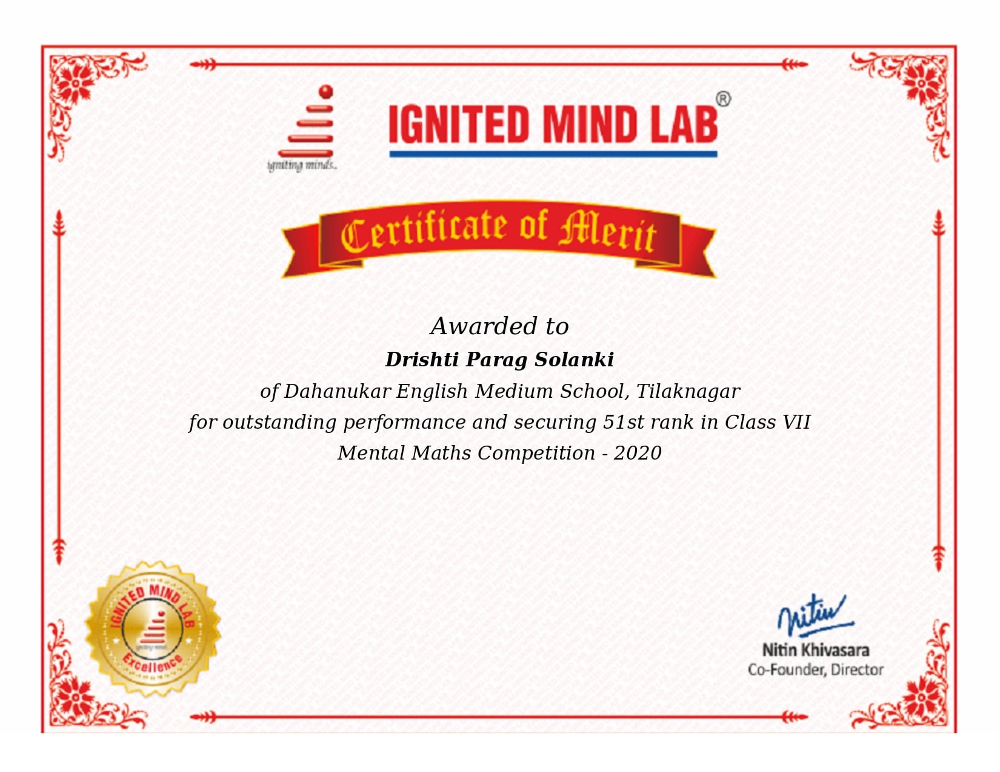 igniting minds..
IGNITED MIND LAB®
Certificate of Merit
Awarded to
Drishti Parag Solanki
of Dahanukar English Medium School, Tilaknagar
for outstanding performance and securing 51st rank in Class VII
Mental Maths Competition - 2020
IGNITED MIND LAB
igniting minds..
Excellence
Nitin
Nitin Khivasara
Co-Founder, Director